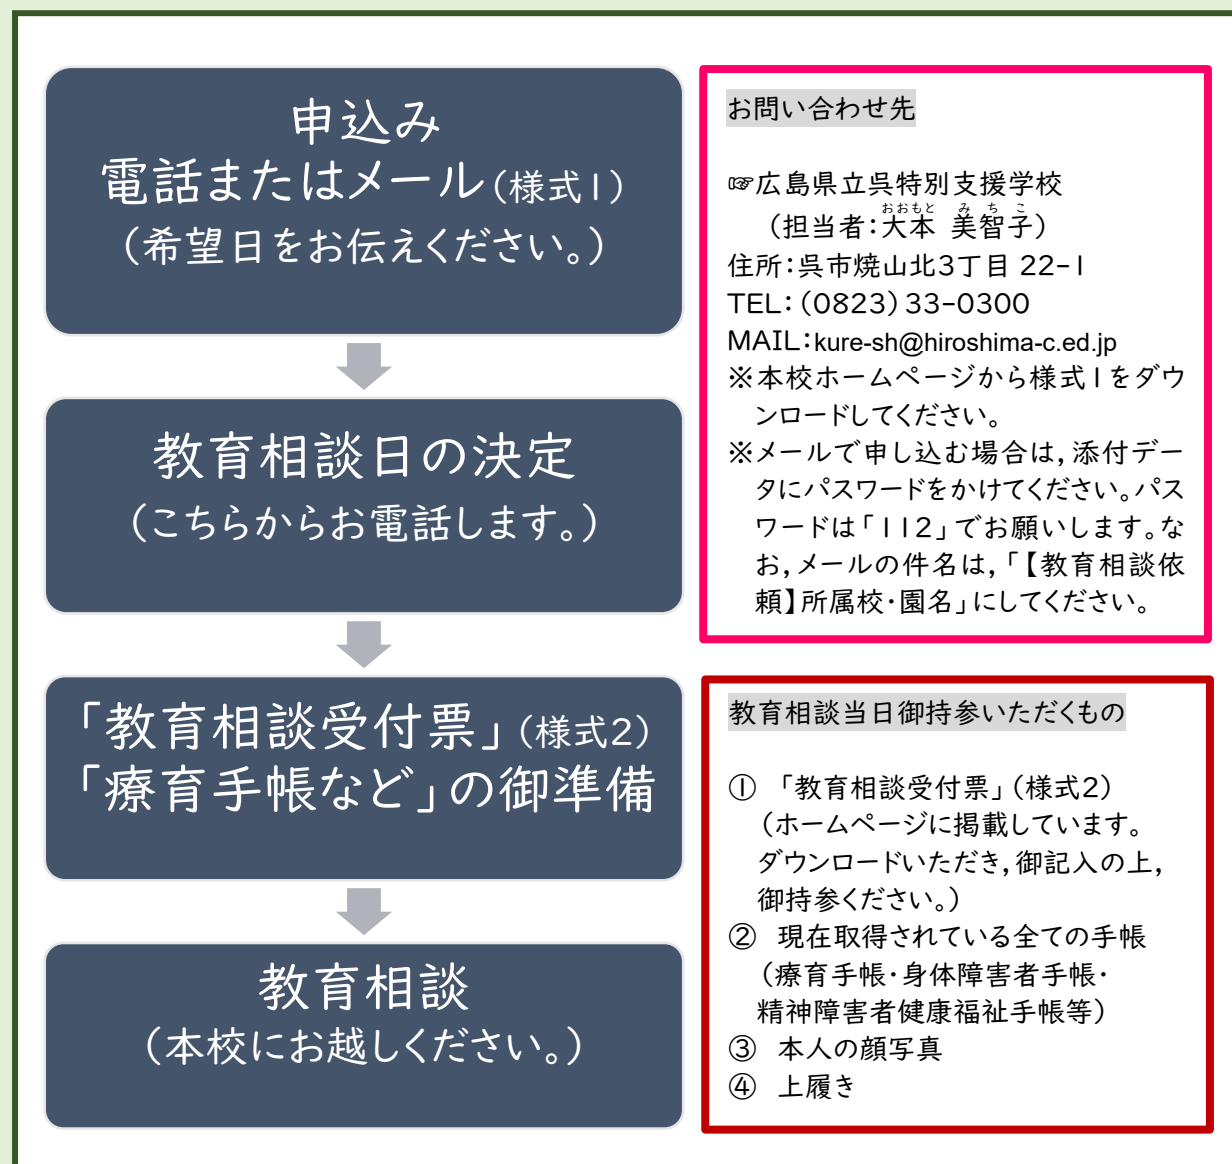 申込み
電話またはメール(様式1)
(希望日をお伝えください。)
教育相談日の決定
(こちらからお電話します。)
「教育相談受付票」(様式2)
「療育手帳など」の御準備
教育相談
(本校にお越しください。)
お問い合わせ先
☞広島県立呉特別支援学校
おおもと みちこ
(担当者:大本 美智子)
住所:呉市焼山北3丁目 22-1
TEL:(0823)33-0300
MAIL:kure-sh@hiroshima-c.ed.jp
※本校ホームページから様式1をダウ
ンロードしてください。
※メールで申し込む場合は,添付デー
タにパスワードをかけてください。パス
ワードは「112」でお願いします。な
お,メールの件名は,「【教育相談依
頼】所属校・園名」にしてください。
教育相談当日御持参いただくもの
① 「教育相談受付票」(様式2)
(ホームページに掲載しています。
ダウンロードいただき,御記入の上,
御持参ください。)
② 現在取得されている全ての手帳
(療育手帳・身体障害者手帳・
精神障害者健康福祉手帳等)
③ 本人の顔写真
④ 上履き